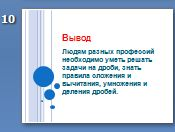 10
Вывод
Людям разных профессий
необходимо уметь решать
задачи на дроби, знать
правила сложения и
вычитания, умножения и
деления дробей.